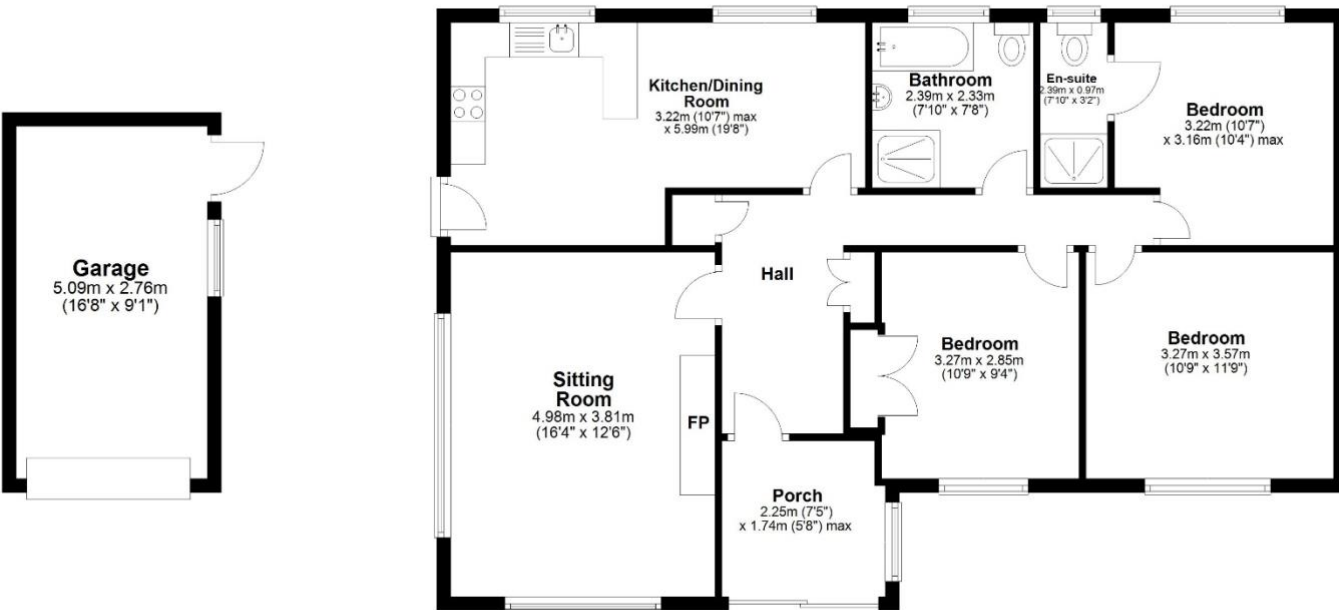 Kitchen/Dining
Room
3.22m (10'7") max
x 5.99m (19'8")
Bathroom
2.39m x 2.33m
(7'10" x 7'8")
En-suite
2.39m x 0.97m
(7'10" x 3'2")
Bedroom
3.22m (10'7")
x 3.16m (10'4") max
Garage
5.09m x 2.76m
(16'8" x 9'1")
Hall
Sitting
Room
4.98m x 3.81m
(16'4" x 12'6")
FP
Bedroom
3.27m x 2.85m
(10'9" x 9'4")
Bedroom
3.27m x 3.57m
(10'9" x 11'9")
Porch
2.25m (7'5")
x 1.74m (5'8") max